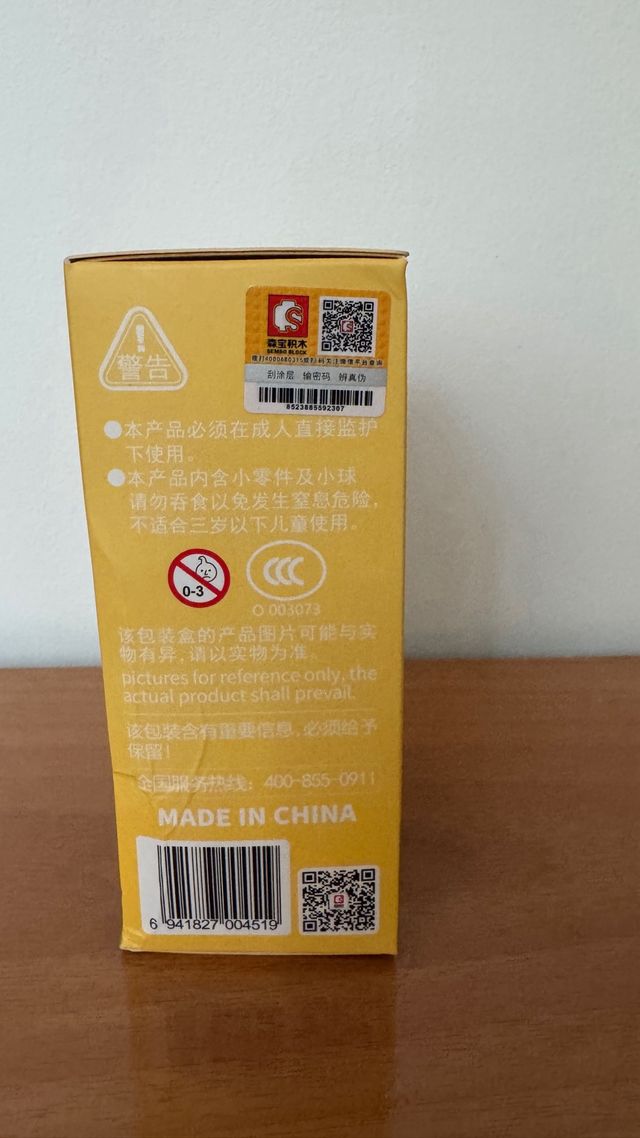 森宝积木
SEMBO BLOCK
刮涂层 输密码 辨真伪
8523885592307
警告
●本产品必须在成人直接监护
下使用。
●本产品内含小零件及小球
请勿吞食以免发生窒息危险，
不适合三岁以下儿童使用。
0-3
CCC
O 003073
该包装盒的产品图片可能与实
物有异，请以实物为准。
pictures for reference only, the
actual product shall prevail.
该包装含有重要信息，必须给予
保留！
全国服务热线：400-855-0911
MADE IN CHINA
6 941827 004519